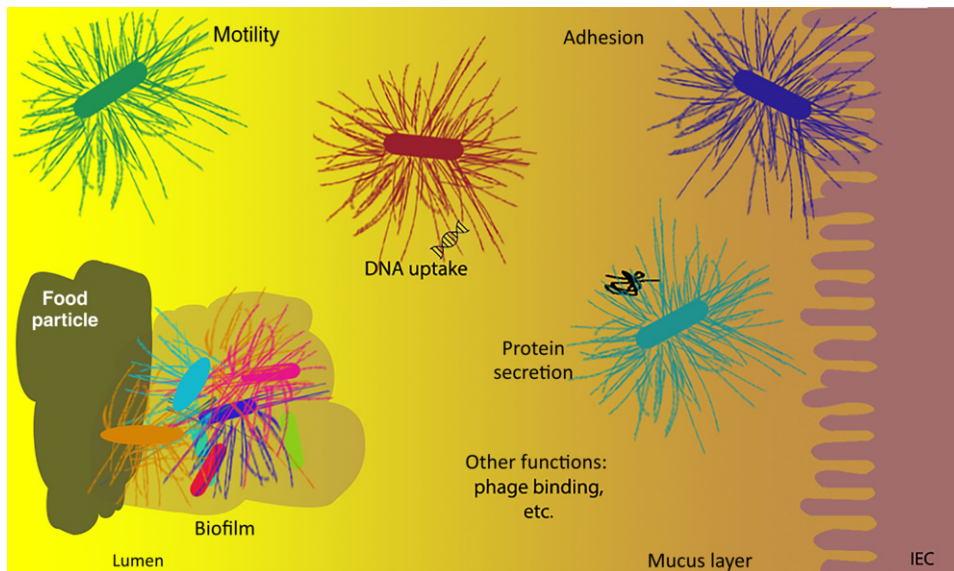 Motility
Adhesion
DNA uptake
Food
particle
Protein
secretion
Other functions:
phage binding,
etc.
Biofilm
Lumen
Mucus layer
IEC